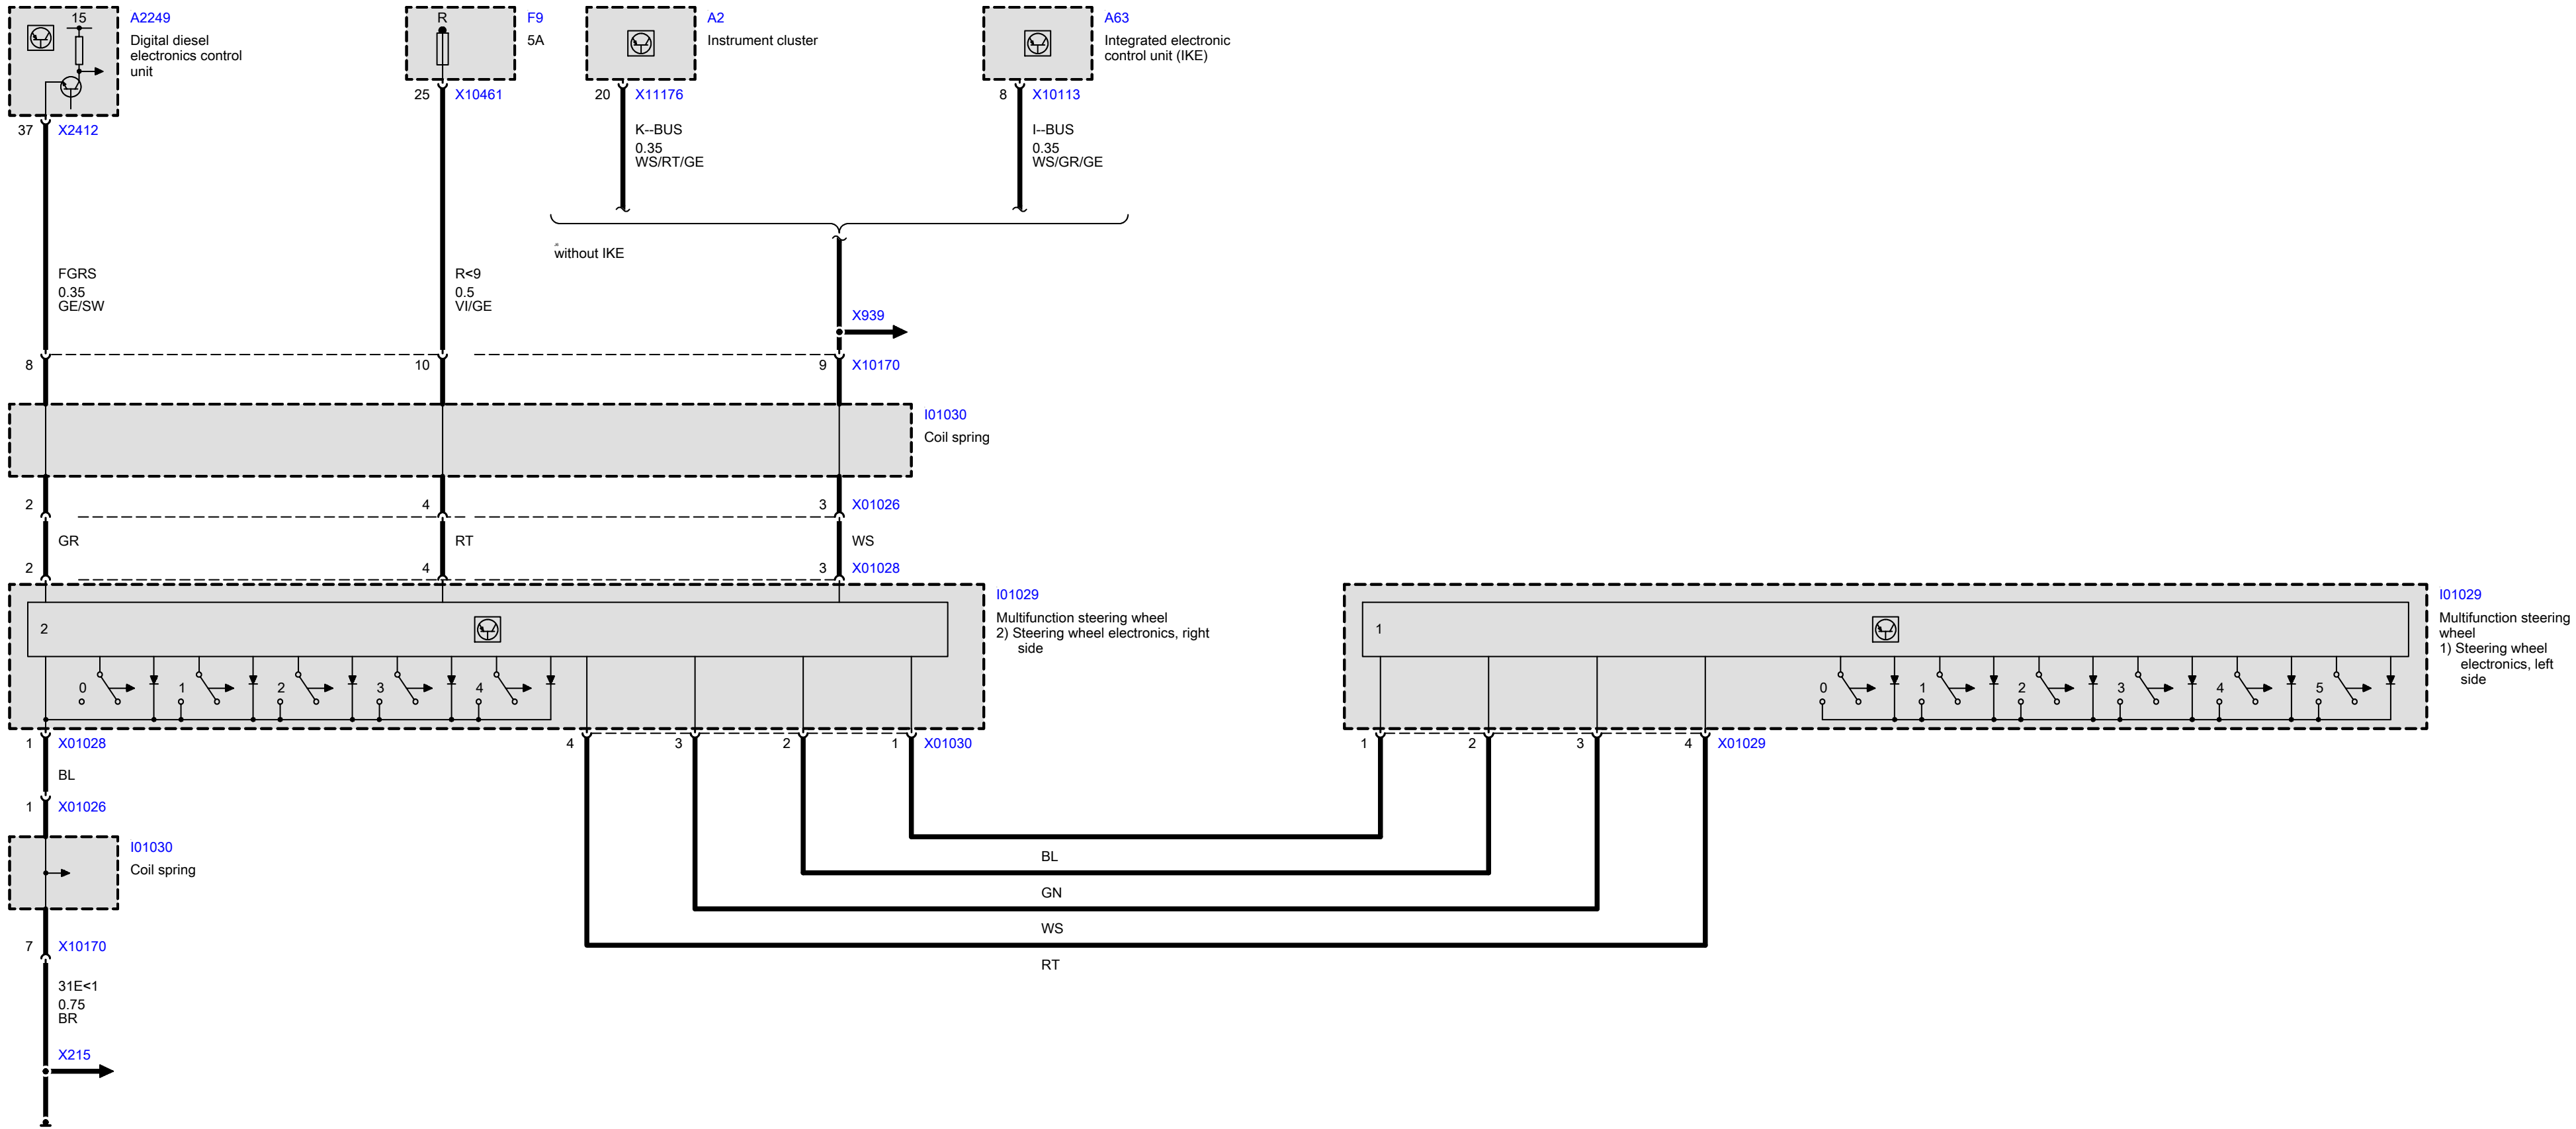 15
A2249
Digital diesel
electronics control
unit
37
X2412
R
F9
5A
25
X10461
A2
Instrument cluster
20
X11176
A63
Integrated electronic
control unit (IKE)
8
X10113
K--BUS
0.35
WS/RT/GE
I--BUS
0.35
WS/GR/GE
without IKE
FGRS
0.35
GE/SW
R<9
0.5
VI/GE
X939
8
10
9
X10170
I01030
Coil spring
2
4
3
X01026
GR
RT
WS
2
4
3
X01028
I01029
Multifunction steering wheel
2) Steering wheel electronics, right
side
2
0
1
2
3
4
I01029
Multifunction steering
wheel
1) Steering wheel
electronics, left
side
1
0
1
2
3
4
5
1
X01028
4
3
2
1
X01030
1
2
3
4
X01029
BL
1
X01026
I01030
Coil spring
BL
GN
WS
RT
7
X10170
31E<1
0.75
BR
X215